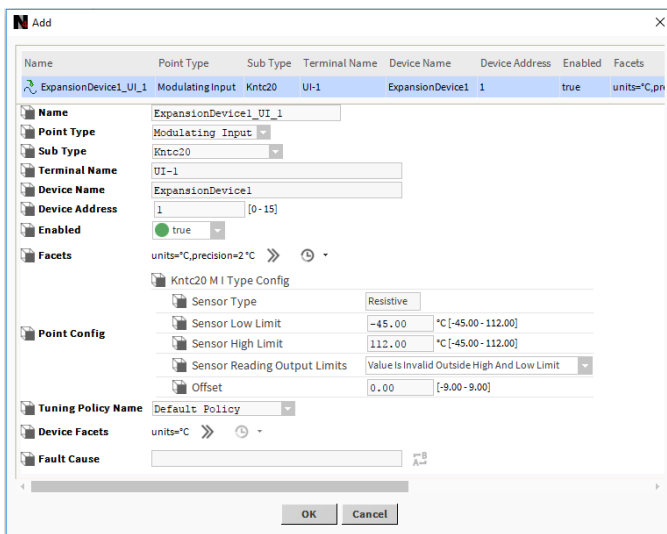 N Add
Name Point Type Sub Type Terminal Name Device Name Device Address Enabled Facets
ExpansionDevice1_UI_1 Modulating Input Kntc20 UI-1 ExpansionDevice1 1 true units=°C,pre
Name ExpansionDevice1_UI_1
Point Type Modulating Input
Sub Type Kntc20
Terminal Name UI-1
Device Name ExpansionDevice1
Device Address 1 [0 - 15]
Enabled true
Facets units=°C,precision=2 °C
Kntc20 M I Type Config
Sensor Type Resistive
Sensor Low Limit -45.00 °C [-45.00 - 112.00]
Point Config
Sensor High Limit 112.00 °C [-45.00 - 112.00]
Sensor Reading Output Limits Value Is Invalid Outside High And Low Limit
Offset 0.00 [-9.00 - 9.00]
Tuning Policy Name Default Policy
Device Facets units=°C
Fault Cause
OK Cancel